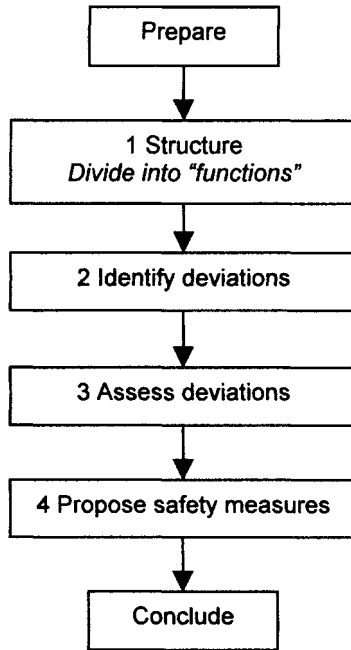 Prepare
1 Structure
Divide into "functions"
2 Identify deviations
3 Assess deviations
4 Propose safety measures
Conclude